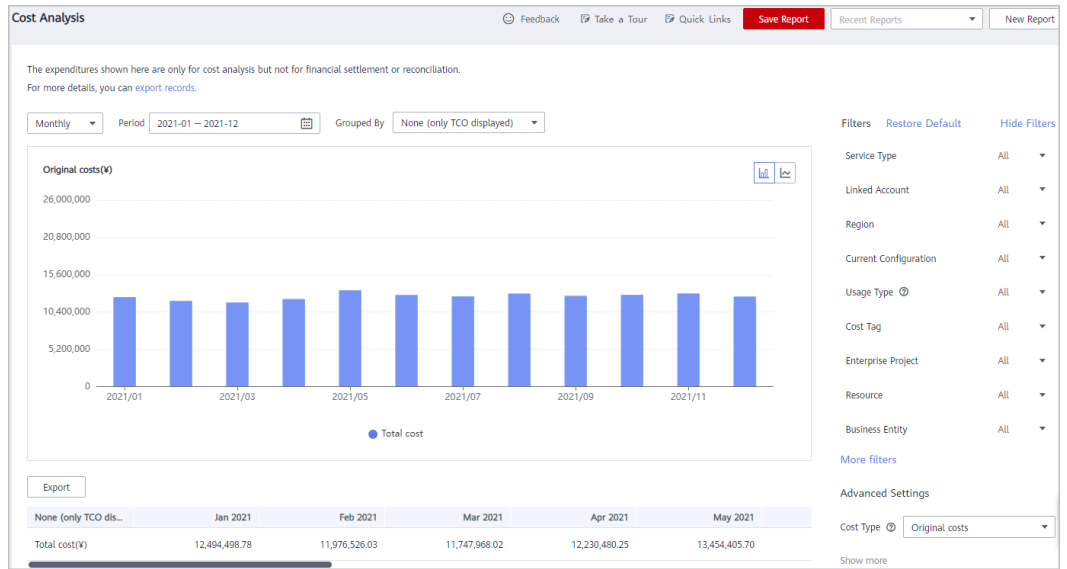 Cost Analysis
Feedback
Take a Tour
Quick Links
Save Report
Recent Reports
New Report
The expenditures shown here are only for cost analysis but not for financial settlement or reconciliation.
For more details, you can export records.
Monthly
Period
2021-01 — 2021-12
Grouped By
None (only TCO displayed)
Original costs(¥)
26,000,000
20,800,000
15,600,000
10,400,000
5,200,000
0
2021/01
2021/03
2021/05
2021/07
2021/09
2021/11
Total cost
Export
None (only TCO dis... Jan 2021 Feb 2021 Mar 2021 Apr 2021 May 2021
Total cost(¥) 12,494,498.78 11,976,526.03 11,747,968.02 12,230,480.25 13,454,405.70
Filters Restore Default Hide Filters
Service Type All
Linked Account All
Region All
Current Configuration All
Usage Type All
Cost Tag All
Enterprise Project All
Resource All
Business Entity All
More filters
Advanced Settings
Cost Type Original costs
Show more